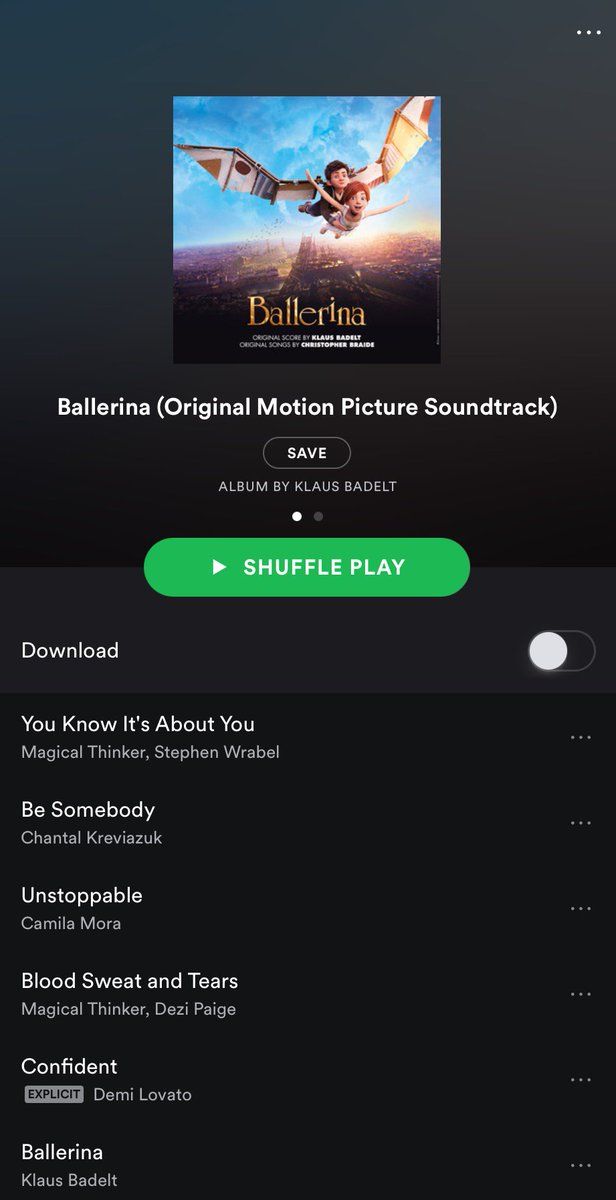 Ballerina
ORIGINAL SCORE BY KLAUS BADELT
ORIGINAL SONGS BY CHRISTOPHER BRAIDE
Ballerina (Original Motion Picture Soundtrack)
SAVE
ALBUM BY KLAUS BADELT
SHUFFLE PLAY
Download
You Know It's About You
Magical Thinker, Stephen Wrabel
Be Somebody
Chantal Kreviazuk
Unstoppable
Camila Mora
Blood Sweat and Tears
Magical Thinker, Dezi Paige
Confident
EXPLICIT Demi Lovato
Ballerina
Klaus Badelt